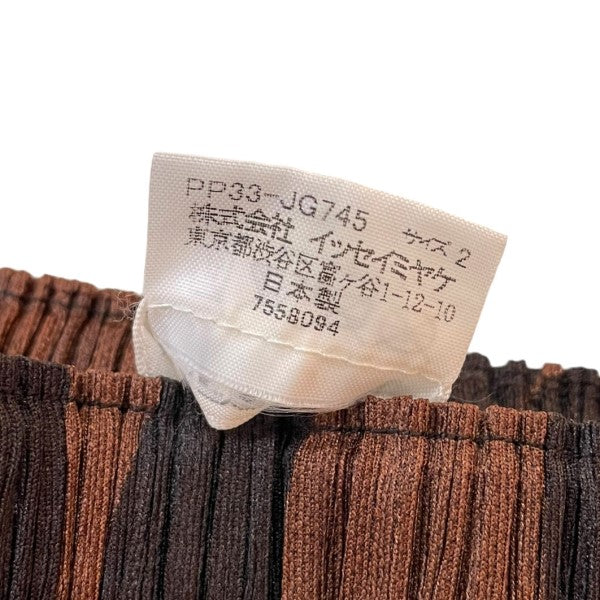 PP33-JG745 サイズ 2
株式会社 イッセイミヤケ
東京都渋谷区富ケ谷1-12-10
日本製
7558094